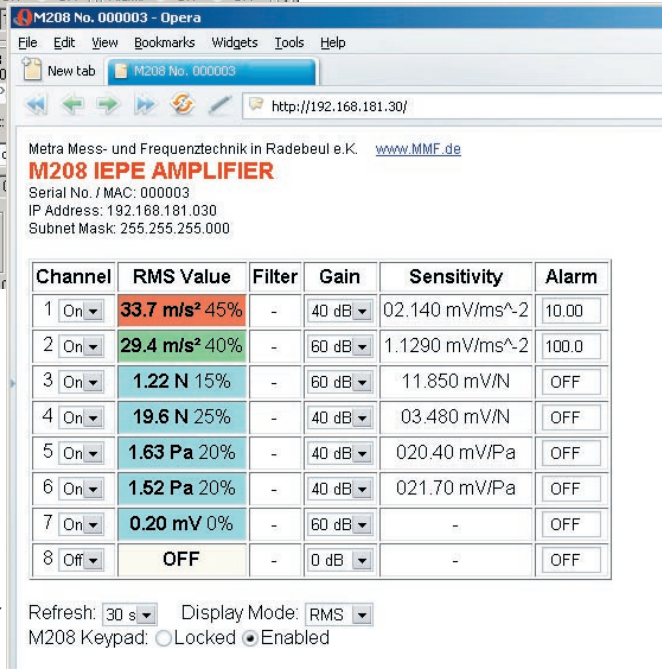 M208 No. 000003 - Opera
File Edit View Bookmarks Widgets Tools Help
New tab M208 No. 000003
http://192.168.181.30/
Metra Mess- und Frequenztechnik in Radebeul e.K. www.MMF.de
M208 IEPE AMPLIFIER
Serial No. / MAC: 000003
IP Address: 192.168.181.030
Subnet Mask: 255.255.255.000
Channel RMS Value Filter Gain Sensitivity Alarm
1 On 33.7 m/s² 45% - 40 dB 02.140 mV/ms^-2 10.00
2 On 29.4 m/s² 40% - 60 dB 1.1290 mV/ms^-2 100.0
3 On 1.22 N 15% - 60 dB 11.850 mV/N OFF
4 On 19.6 N 25% - 40 dB 03.480 mV/N OFF
5 On 1.63 Pa 20% - 40 dB 020.40 mV/Pa OFF
6 On 1.52 Pa 20% - 40 dB 021.70 mV/Pa OFF
7 On 0.20 mV 0% - 60 dB - OFF
8 Off OFF - 0 dB - OFF
Refresh: 30 s Display Mode: RMS
M208 Keypad: Locked Enabled